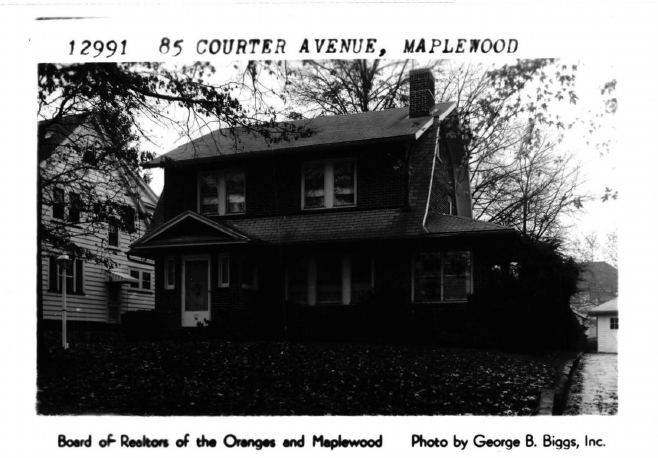 12991 85 COURTER AVENUE, MAPLEWOOD
Board of Realtors of the Oranges and Maplewood Photo by George B. Biggs, Inc.